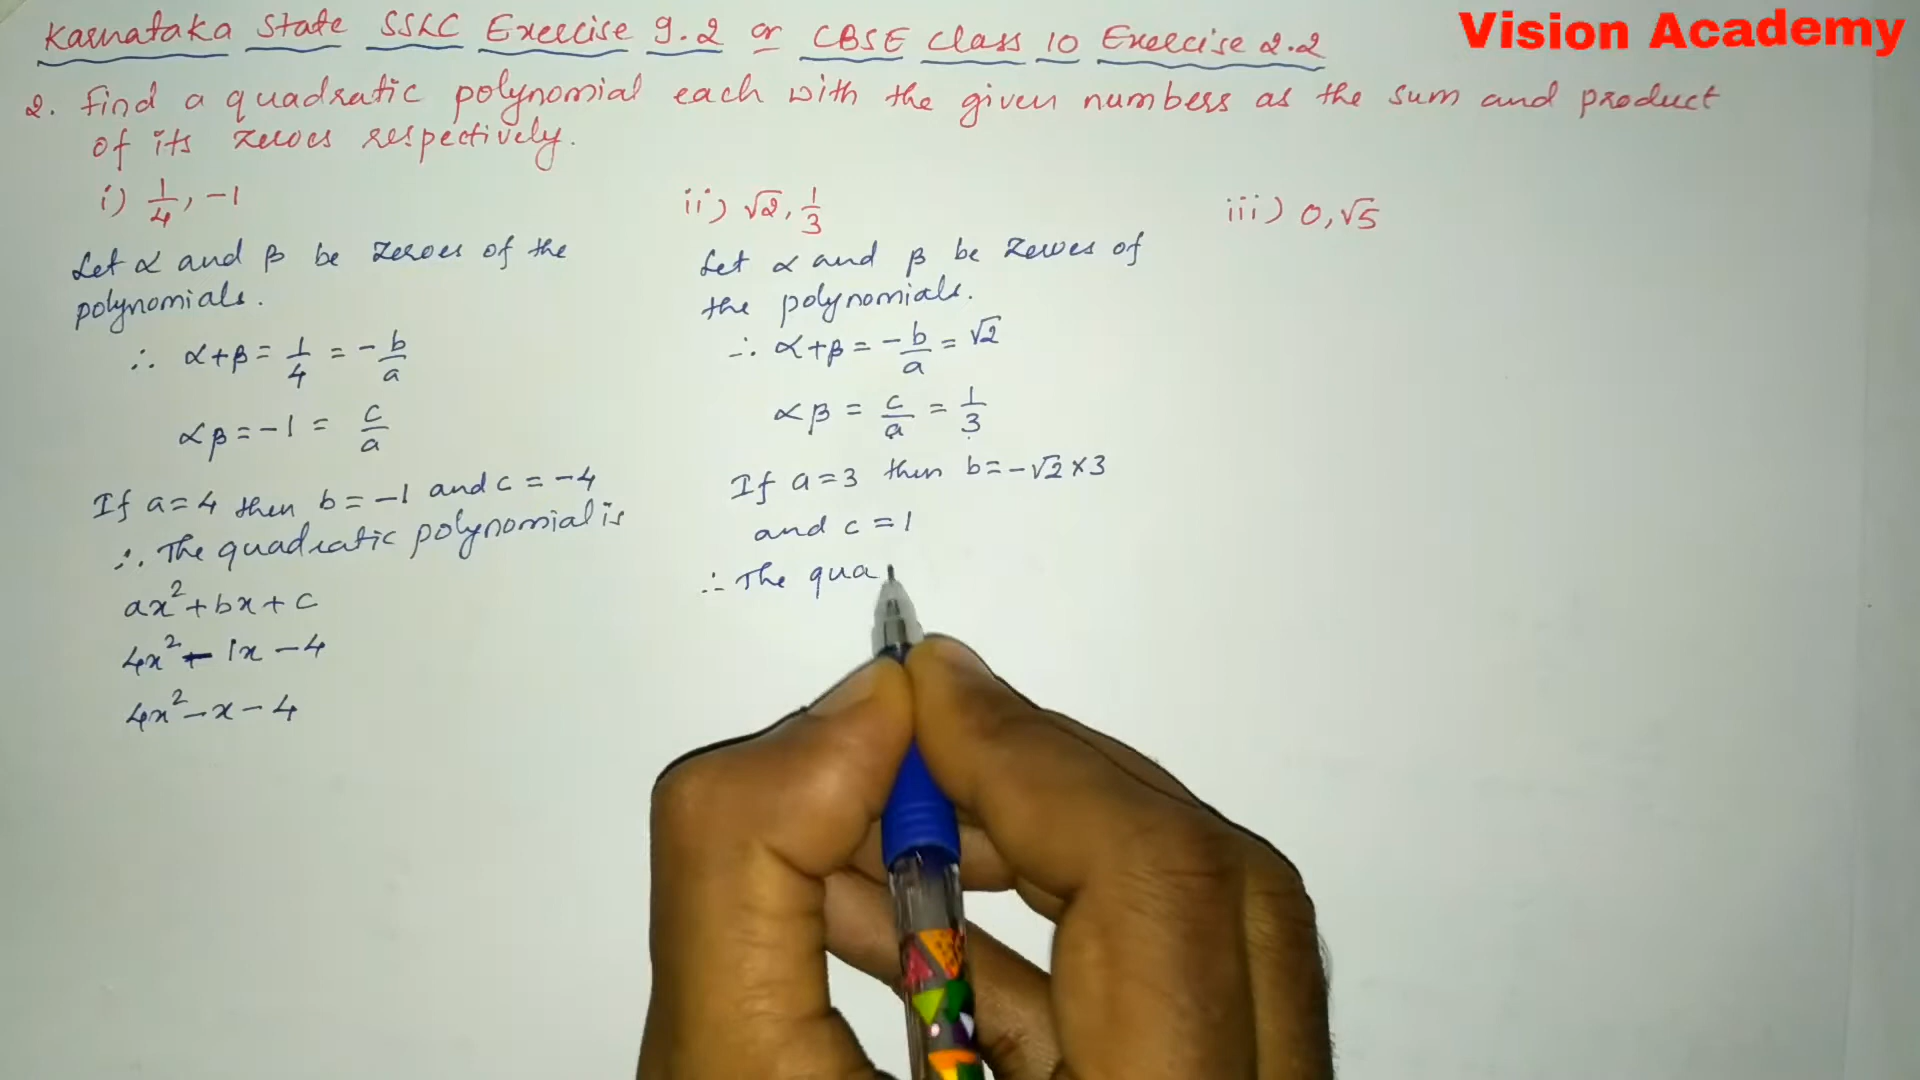 Karnataka State SSLC Exercise 9.2 or CBSE Class 10 Exercise 2.2
Vision Academy
2. Find a quadratic polynomial each with the given numbers as the sum and product
of its zeroes respectively.
i) 1/4, -1
Let α and β be zeroes of the
polynomials.
∴ α+β = 1/4 = -b/a
αβ = -1 = c/a
If a=4 then b=-1 and c=-4
∴ The quadratic polynomial is
ax²+bx+c
4x² - 1x - 4
4x² - x - 4
ii) √2, 1/3
Let α and β be zeroes of
the polynomials.
∴ α+β = -b/a = √2
αβ = c/a = 1/3
If a=3 then b=-√2×3
and c=1
∴ The qua
iii) 0, √5